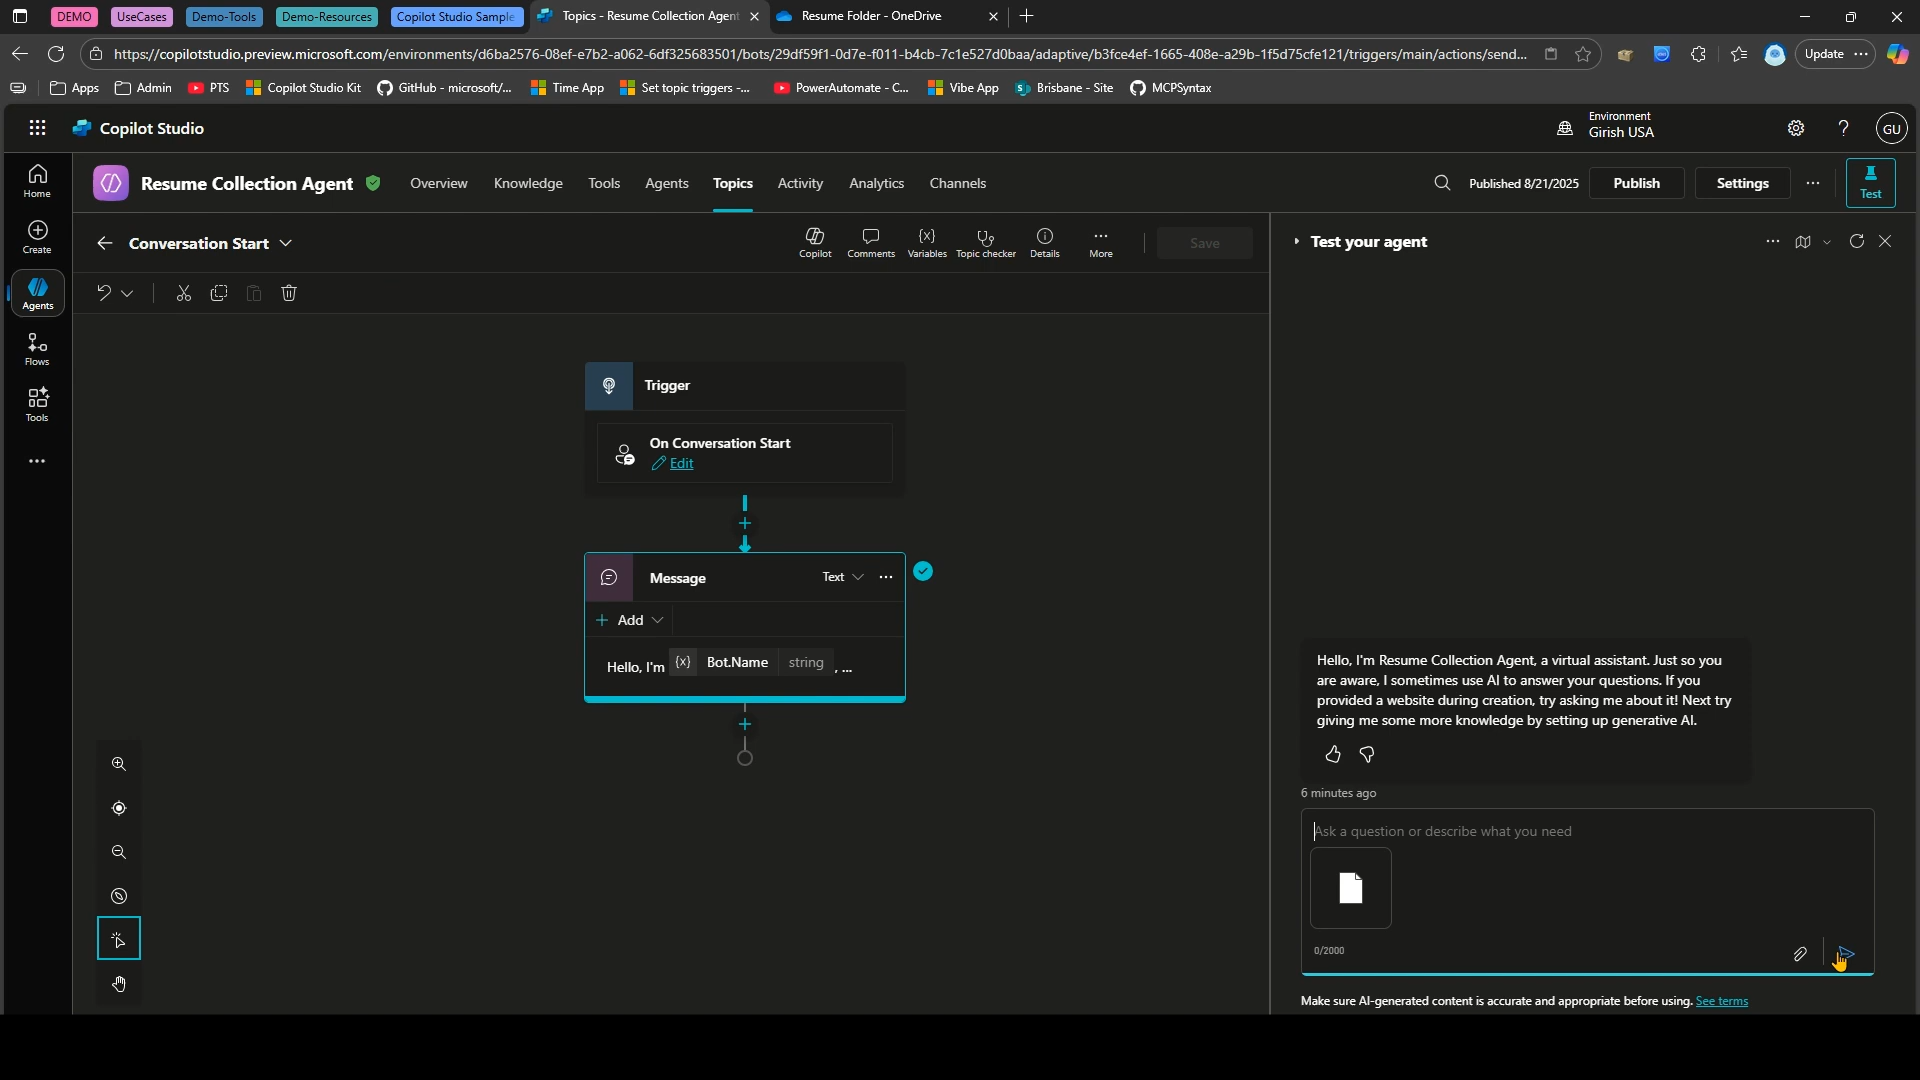 DEMO
UseCases
Demo-Tools
Demo-Resources
Copilot Studio Sample
Topics - Resume Collection Agent
Resume Folder - OneDrive
https://copilotstudio.preview.microsoft.com/environments/d6ba2576-08ef-e7b2-a062-6df325683501/bots/29df59f1-0d7e-f011-b4cb-7c1e527d0baa/adaptive/b3fce4ef-1665-408e-a29b-1f5d75cfe121/triggers/main/actions/send...
Update
Apps
Admin
PTS
Copilot Studio Kit
GitHub - microsoft/...
Time App
Set topic triggers -...
PowerAutomate - C...
Vibe App
Brisbane - Site
MCPSyntax
Copilot Studio
Environment
Girish USA
GU
Home
Create
Agents
Flows
Tools
Resume Collection Agent
Overview
Knowledge
Tools
Agents
Topics
Activity
Analytics
Channels
Published 8/21/2025
Publish
Settings
Test
Conversation Start
Copilot
Comments
Variables
Topic checker
Details
More
Save
Trigger
On Conversation Start
Edit
Message
Text
Add
Hello, I'm {x} Bot.Name string , ...
Test your agent
Hello, I'm Resume Collection Agent, a virtual assistant. Just so you
are aware, I sometimes use AI to answer your questions. If you
provided a website during creation, try asking me about it! Next try
giving me some more knowledge by setting up generative AI.
6 minutes ago
Ask a question or describe what you need
0/2000
Make sure AI-generated content is accurate and appropriate before using. See terms